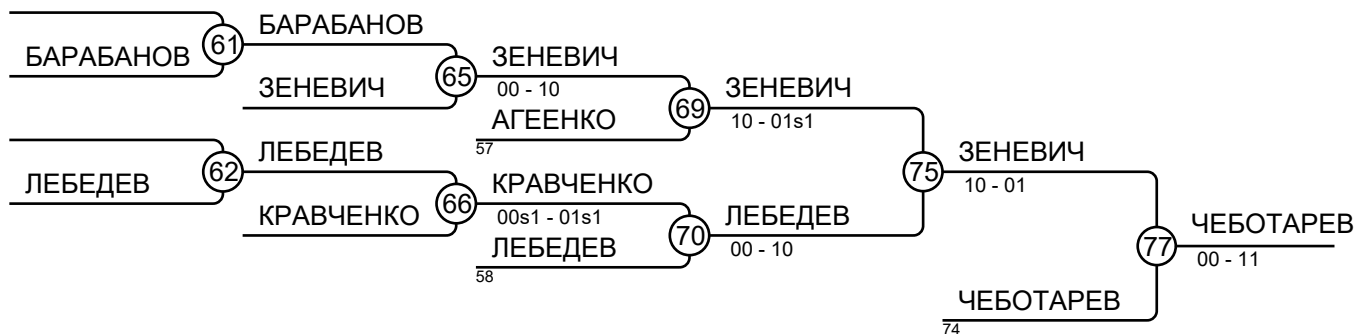 БАРАБАНОВ
61
БАРАБАНОВ
ЗЕНЕВИЧ
65
ЗЕНЕВИЧ
00 - 10
АГЕЕНКО
57
69
ЗЕНЕВИЧ
10 - 01s1
ЛЕБЕДЕВ
62
ЛЕБЕДЕВ
КРАВЧЕНКО
66
КРАВЧЕНКО
00s1 - 01s1
ЛЕБЕДЕВ
58
70
ЛЕБЕДЕВ
00 - 10
75
ЗЕНЕВИЧ
10 - 01
ЧЕБОТАРЕВ
74
77
ЧЕБОТАРЕВ
00 - 11